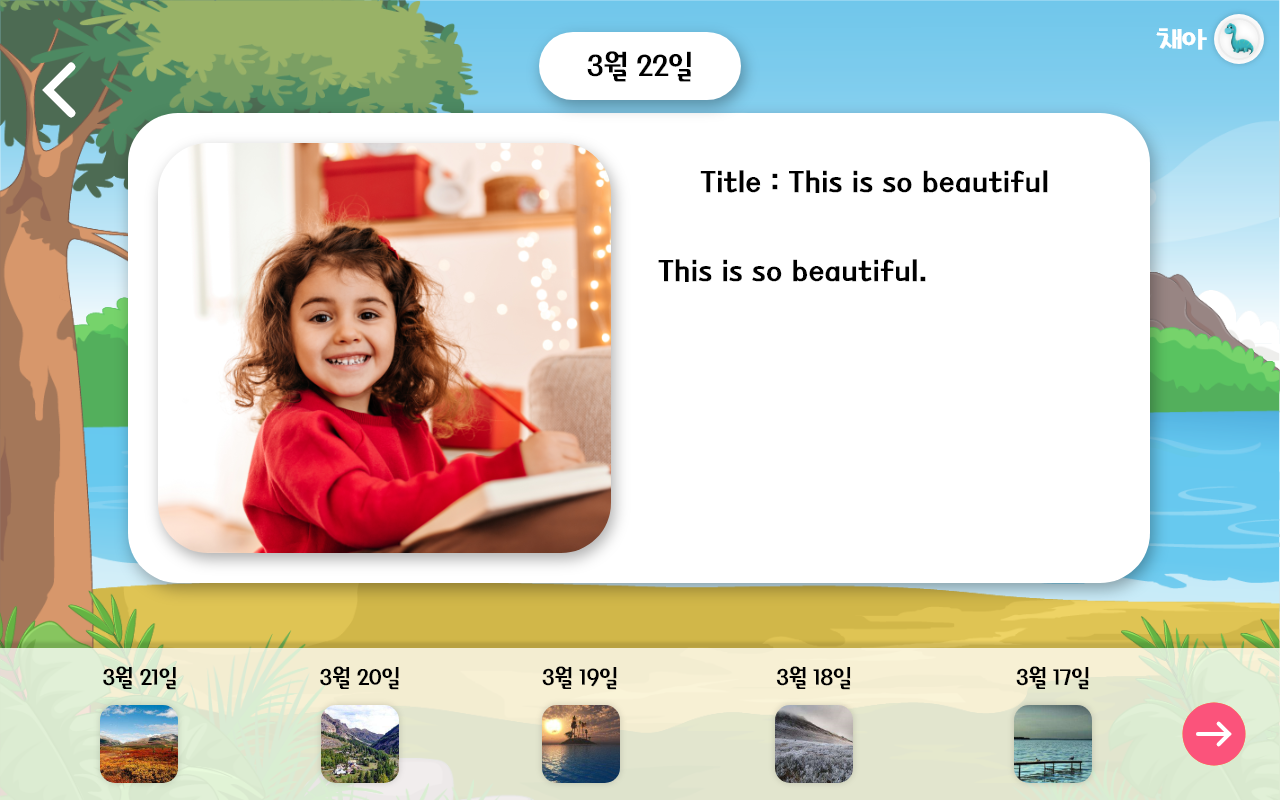 채아
3월 22일
Title : This is so beautiful
This is so beautiful.
3월 21일
3월 20일
3월 19일
3월 18일
3월 17일